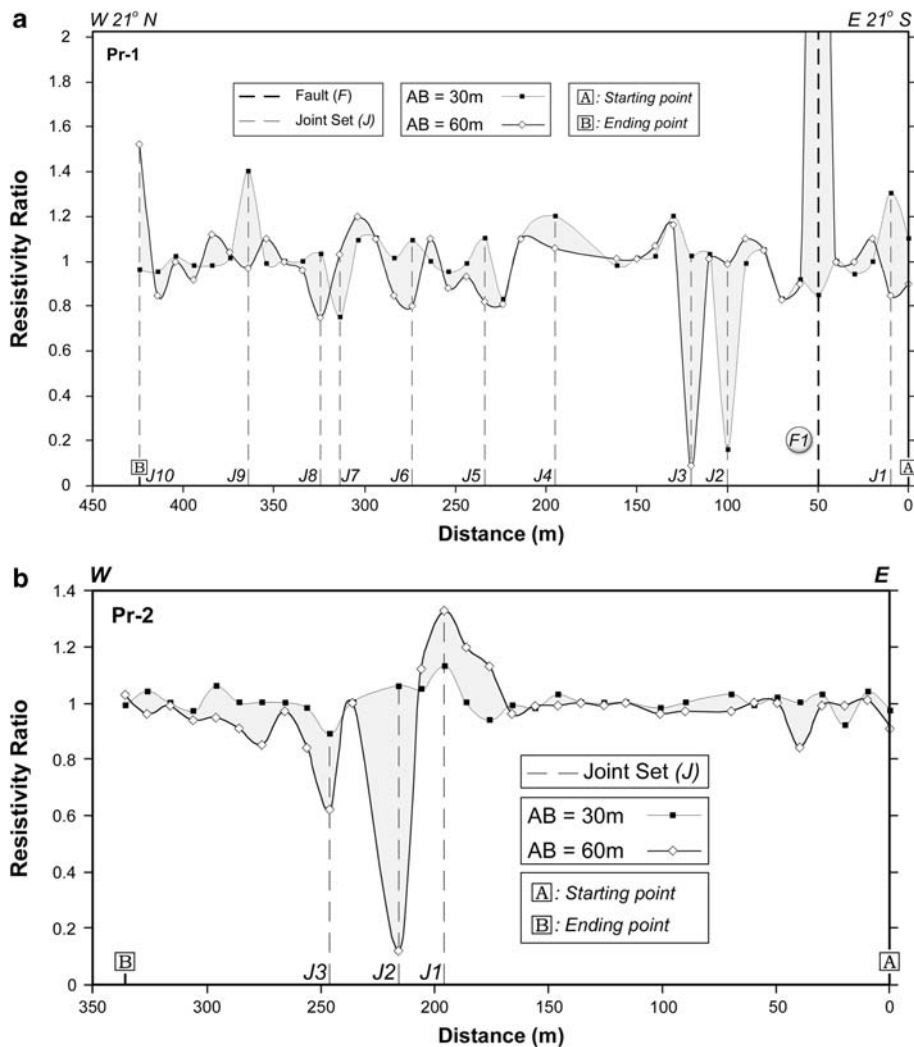 a
W 21° N
E 21° S
Pr-1
Fault (F)
Joint Set (J)
AB = 30m
AB = 60m
A : Starting point
B : Ending point
Resistivity Ratio
2
1.8
1.6
1.4
1.2
1
0.8
0.6
0.4
0.2
0
B
J10
J9
J8
J7
J6
J5
J4
J3
J2
F1
J1
A
450 400 350 300 250 200 150 100 50 0
Distance (m)
b
W
E
Pr-2
Joint Set (J)
AB = 30m
AB = 60m
A : Starting point
B : Ending point
Resistivity Ratio
1.4
1.2
1
0.8
0.6
0.4
0.2
0
B
J3
J2
J1
A
350 300 250 200 150 100 50 0
Distance (m)